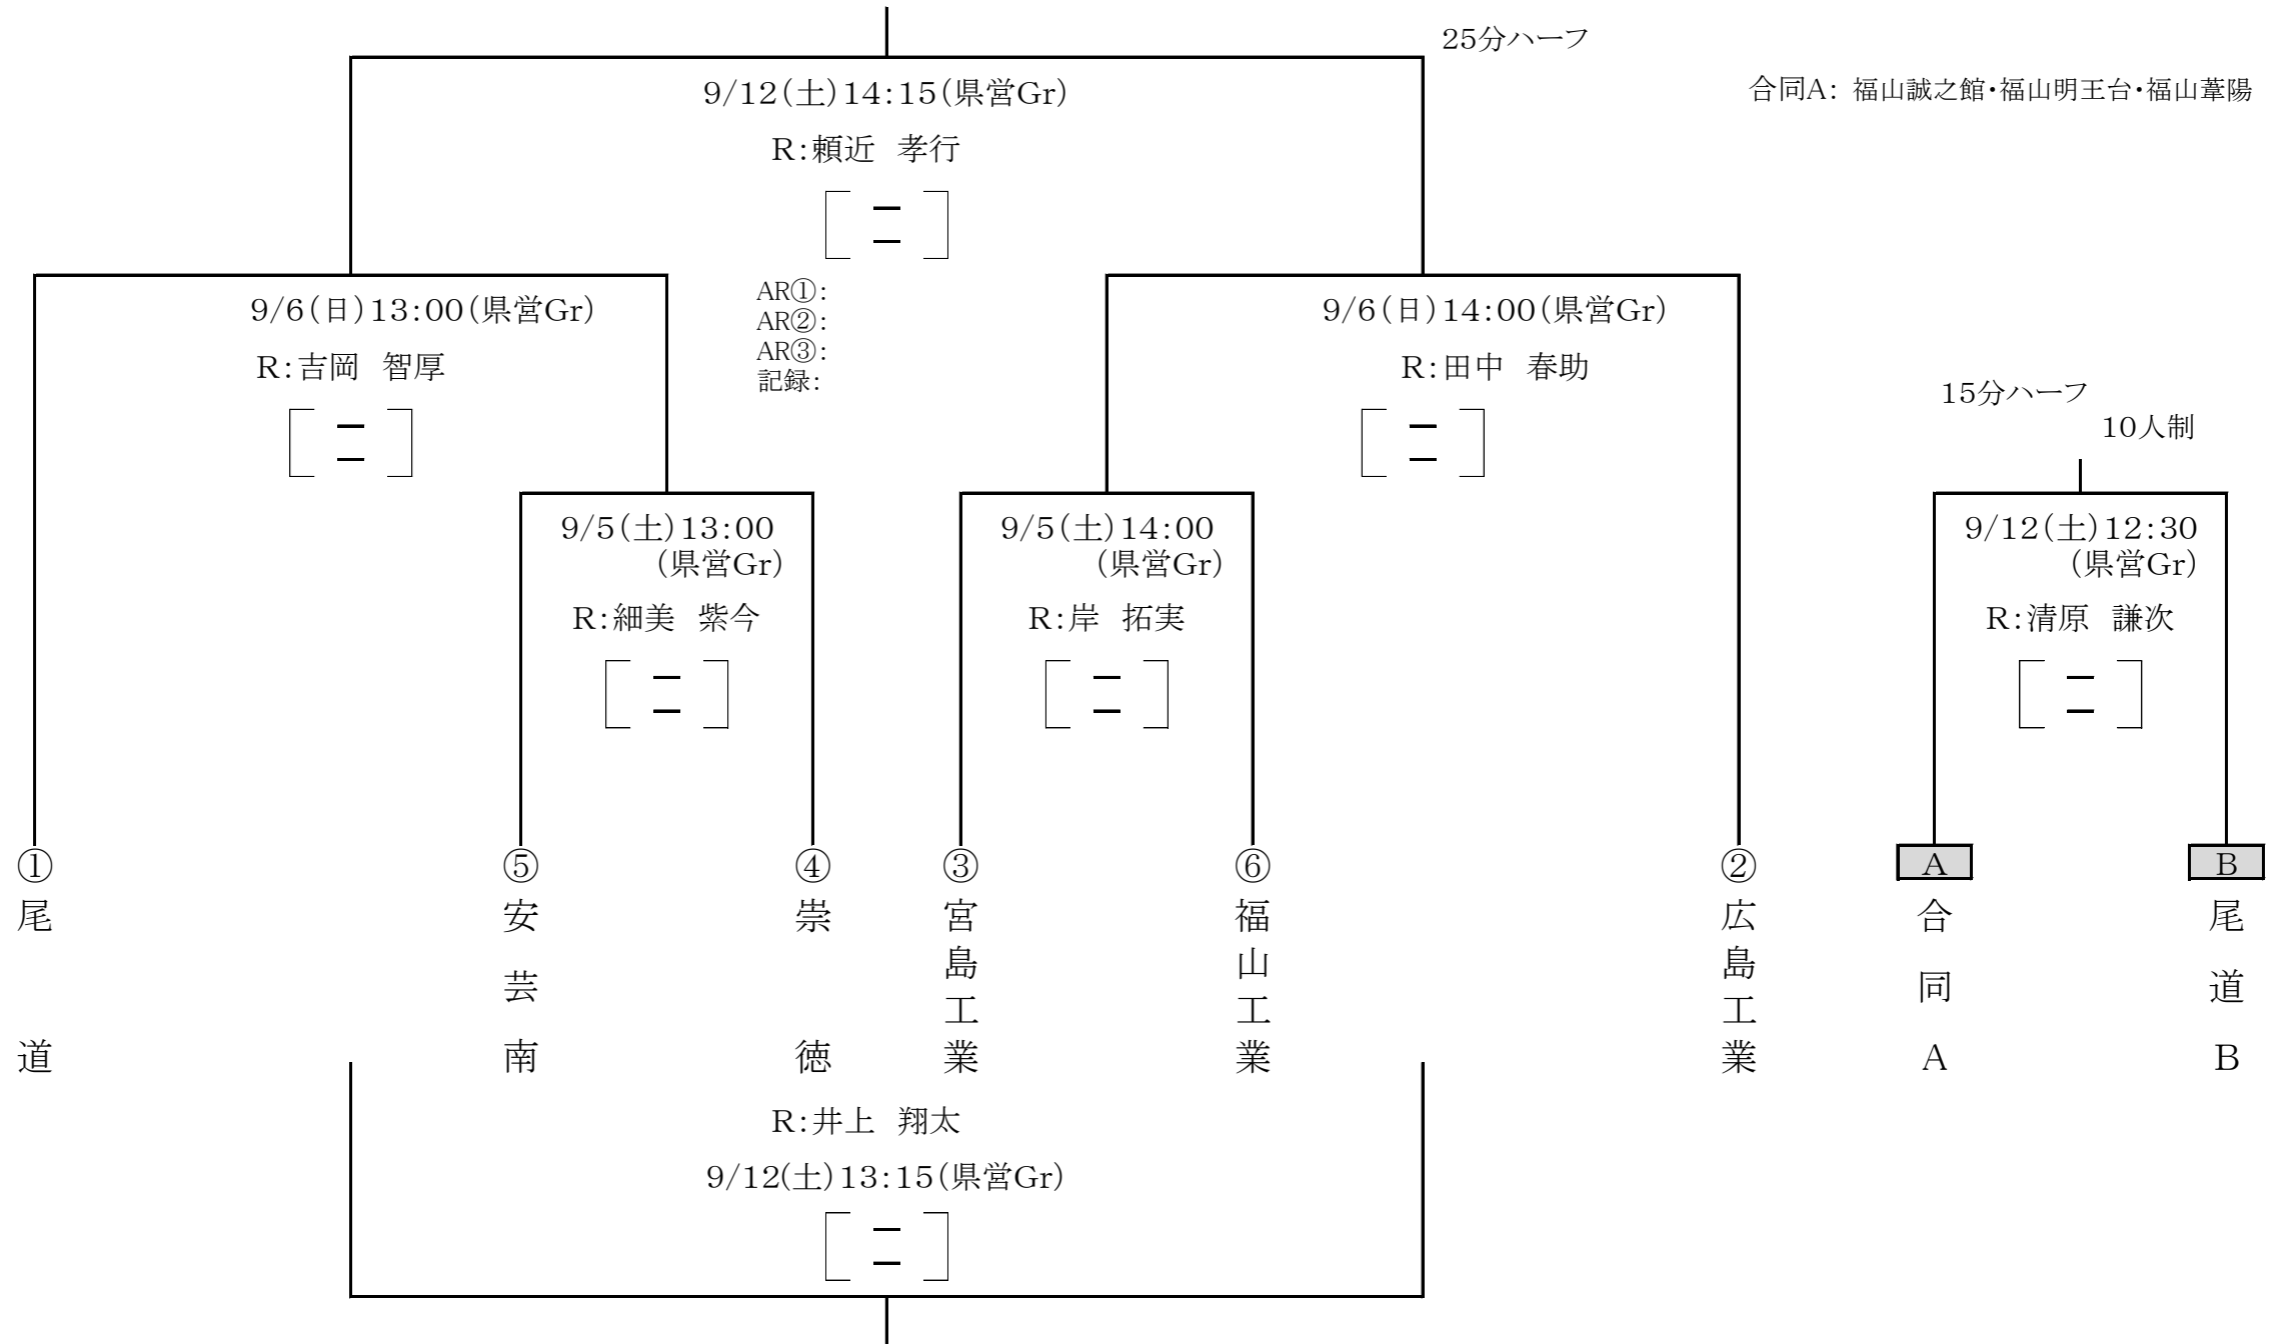 25分ハーフ
合同A: 福山誠之館・福山明王台・福山葦陽
9/12(土)14:15(県営Gr)
R:頼近 孝行
AR①:
AR②:
AR③:
記録:
9/6(日)13:00(県営Gr)
R:吉岡 智厚
9/6(日)14:00(県営Gr)
R:田中 春助
15分ハーフ
10人制
9/5(土)13:00
(県営Gr)
R:細美 紫今
9/5(土)14:00
(県営Gr)
R:岸 拓実
9/12(土)12:30
(県営Gr)
R:清原 謙次
①
尾道
⑤
安芸南
④
崇徳
③
宮島工業
⑥
福山工業
②
広島工業
A
合同A
B
尾道B
R:井上 翔太
9/12(土)13:15(県営Gr)